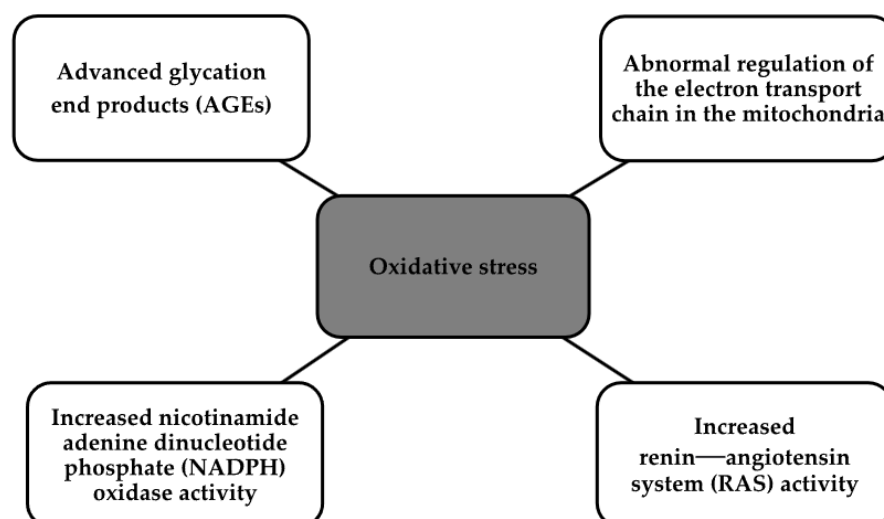 Advanced glycation
end products (AGEs)
Abnormal regulation of
the electron transport
chain in the mitochondria
Oxidative stress
Increased nicotinamide
adenine dinucleotide
phosphate (NADPH)
oxidase activity
Increased
renin—angiotensin
system (RAS) activity